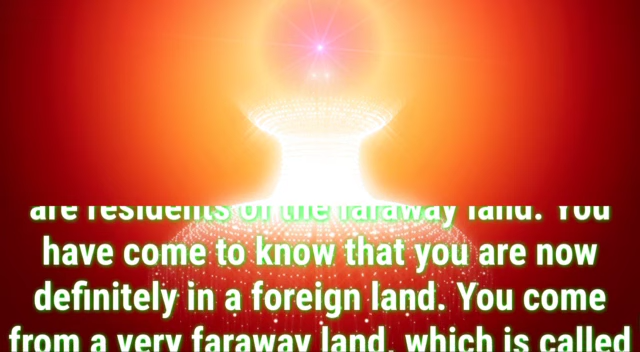 are residents of the faraway land. You
have come to know that you are now
definitely in a foreign land. You come
from a very faraway land, which is called